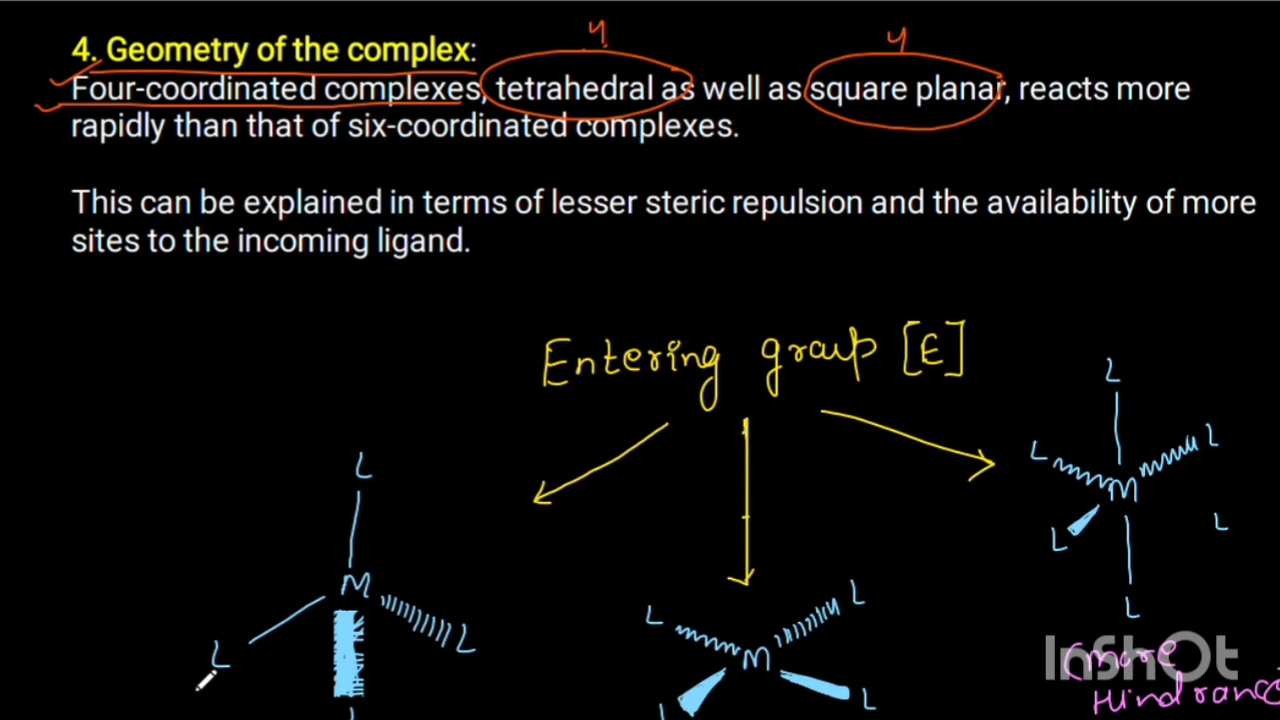 4 4
4. Geometry of the complex:
Four-coordinated complexes, tetrahedral as well as square planar, reacts more
rapidly than that of six-coordinated complexes.
This can be explained in terms of lesser steric repulsion and the availability of more
sites to the incoming ligand.
Entering group [E]
L
L L
M
L L
L
L
M
L L
L L
M
L L
InShOt
(more
Hindrance